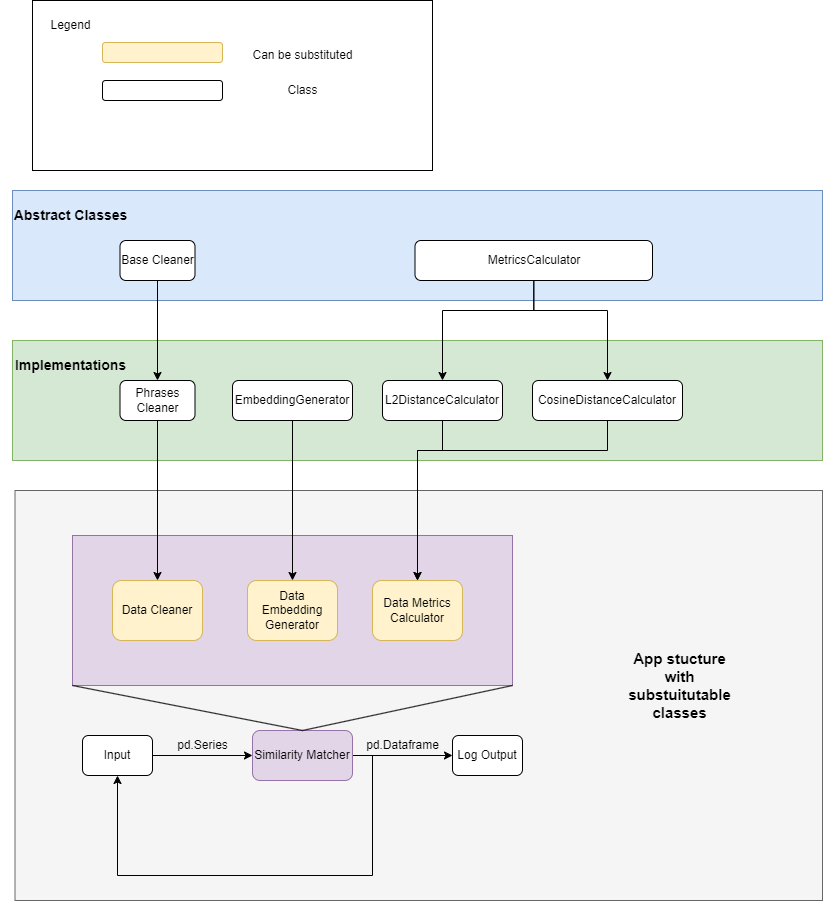 Legend
Can be substituted
Class
Abstract Classes
Base Cleaner
MetricsCalculator
Implementations
Phrases
Cleaner
EmbeddingGenerator
L2DistanceCalculator
CosineDistanceCalculator
Data Cleaner
Data
Embedding
Generator
Data Metrics
Calculator
App stucture
with
substuitutable
classes
Input
pd.Series
Similarity Matcher
pd.Dataframe
Log Output